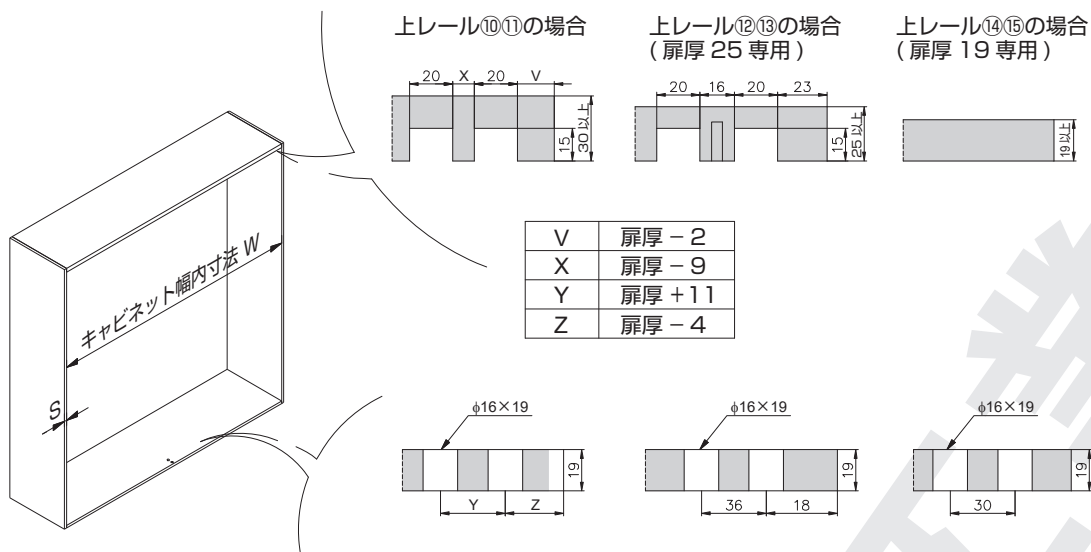 上レール⑩⑪の場合
上レール⑫⑬の場合
(扉厚 25 専用)
上レール⑭⑮の場合
(扉厚 19 専用)
20 X 20 V
15
30以上
20 16 20 23
15
25以上
19以上
V 扉厚 − 2
X 扉厚 − 9
Y 扉厚 +11
Z 扉厚 − 4
キャビネット幅内寸法 W
S
φ16×19
19
Y Z
φ16×19
19
36 18
φ16×19
19
30